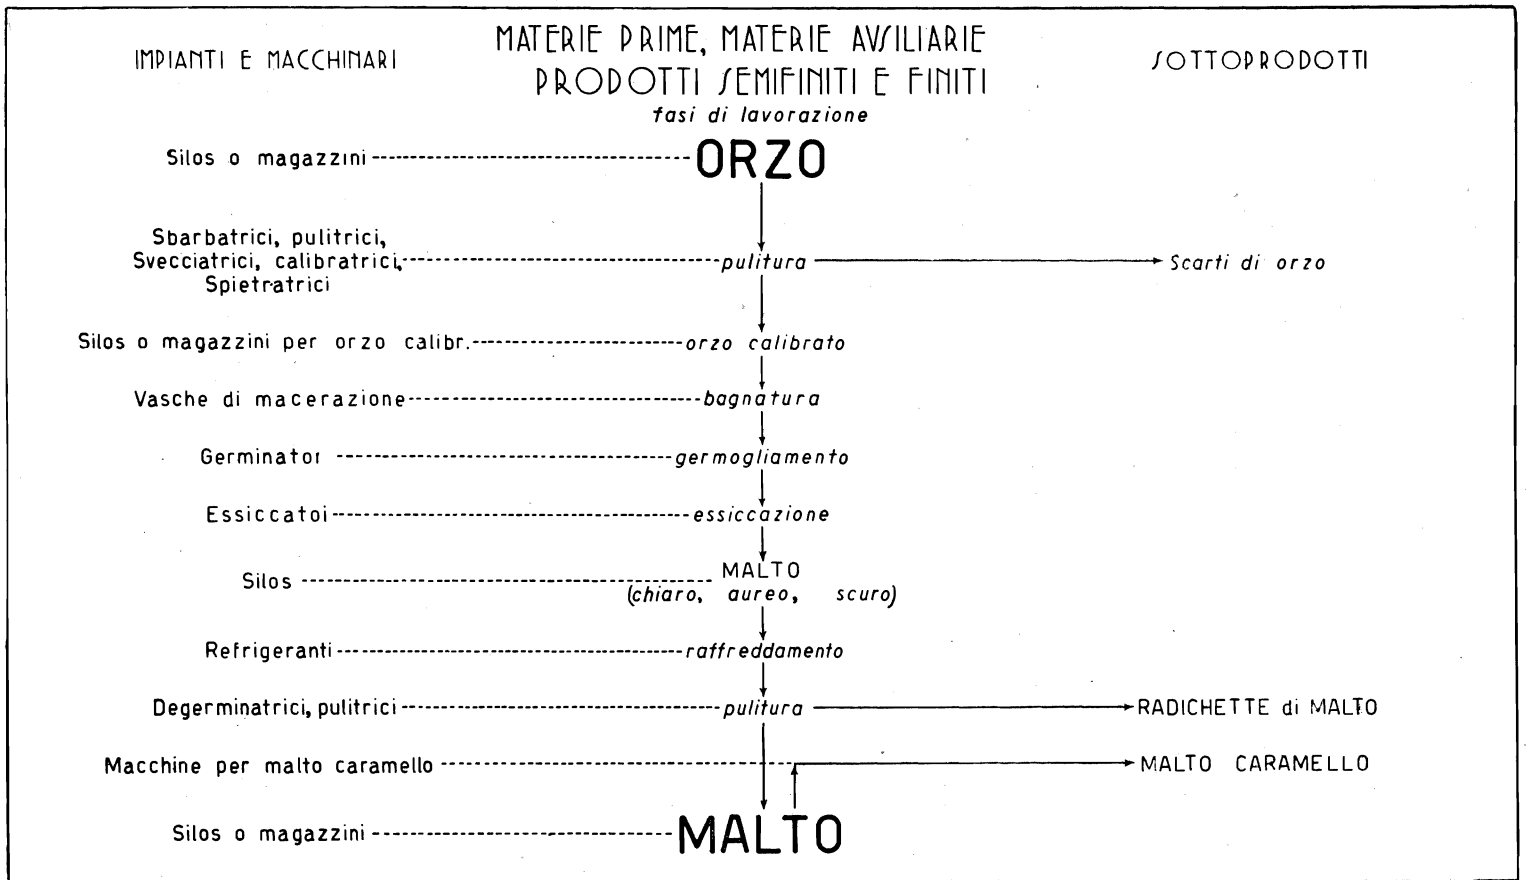 IMPIANTI E MACCHINARI
MATERIE PRIME, MATERIE AUSILIARIE
PRODOTTI SEMIFINITI E FINITI
fasi di lavorazione
SOTTOPRODOTTI
Silos o magazzini
ORZO
Sbarbatrici, pulitrici,
Svecciatrici, calibratrici,
Spietratrici
pulitura
Scarti di orzo
Silos o magazzini per orzo calibr.
orzo calibrato
Vasche di macerazione
bagnatura
Germinatoi
germogliamento
Essiccatoi
essiccazione
Silos
MALTO
(chiaro, aureo, scuro)
Refrigeranti
raffreddamento
Degerminatrici, pulitrici
pulitura
RADICHETTE di MALTO
Macchine per malto caramello
MALTO CARAMELLO
Silos o magazzini
MALTO